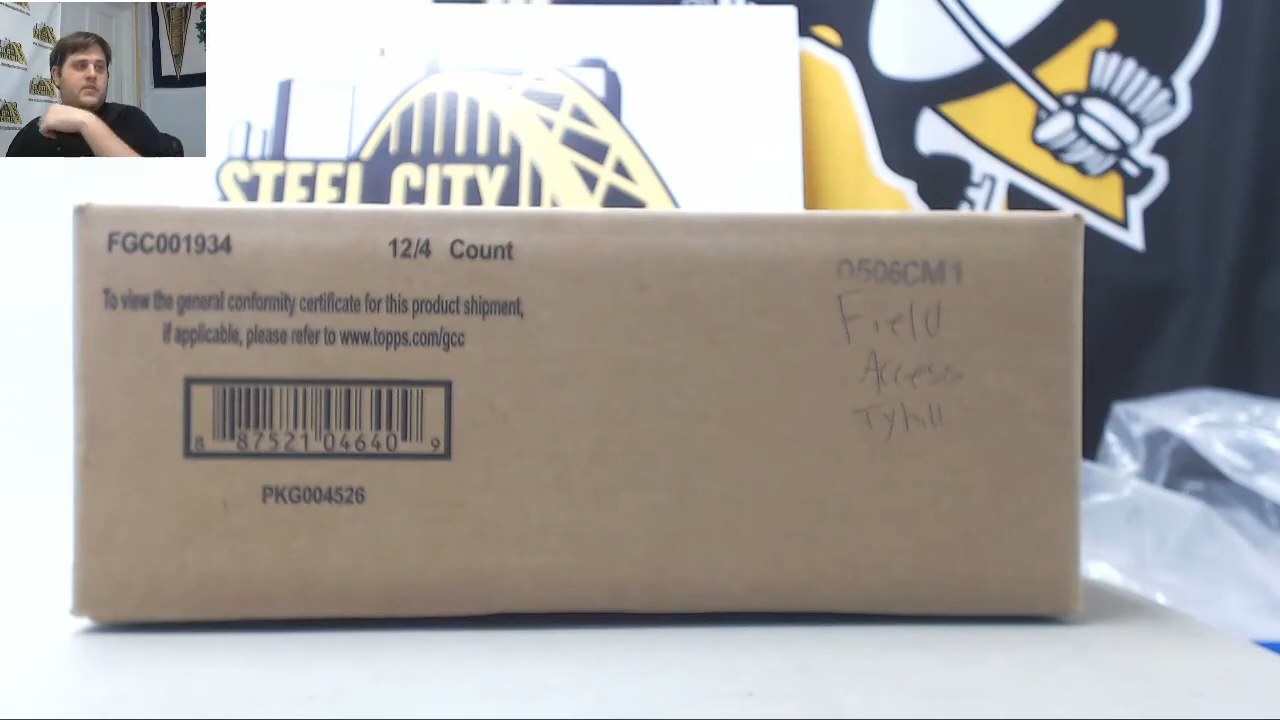 STEEL CITY
FGC001934
12/4 Count
0506CM1
To view the general conformity certificate for this product shipment,
if applicable, please refer to www.topps.com/gcc
Field
Access
Tyhill
8 87521 04640 9
PKG004526